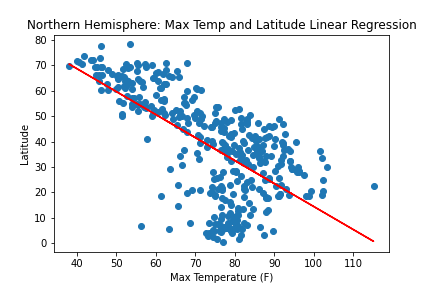 Northern Hemisphere: Max Temp and Latitude Linear Regression
80
70
60
50
40
30
20
10
0
Latitude
40 50 60 70 80 90 100 110
Max Temperature (F)